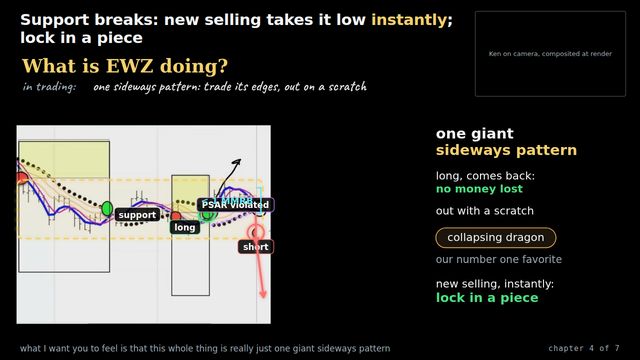 Support breaks: new selling takes it low instantly;
lock in a piece
Ken on camera, composited at render
What is EWZ doing?
in trading: one sideways pattern: trade its edges, out on a scratch
one giant
sideways pattern
long, comes back:
no money lost
out with a scratch
collapsing dragon
our number one favorite
new selling, instantly:
lock in a piece
PSAR violated
support
long
short
what I want you to feel is that this whole thing is really just one giant sideways pattern
chapter 4 of 7